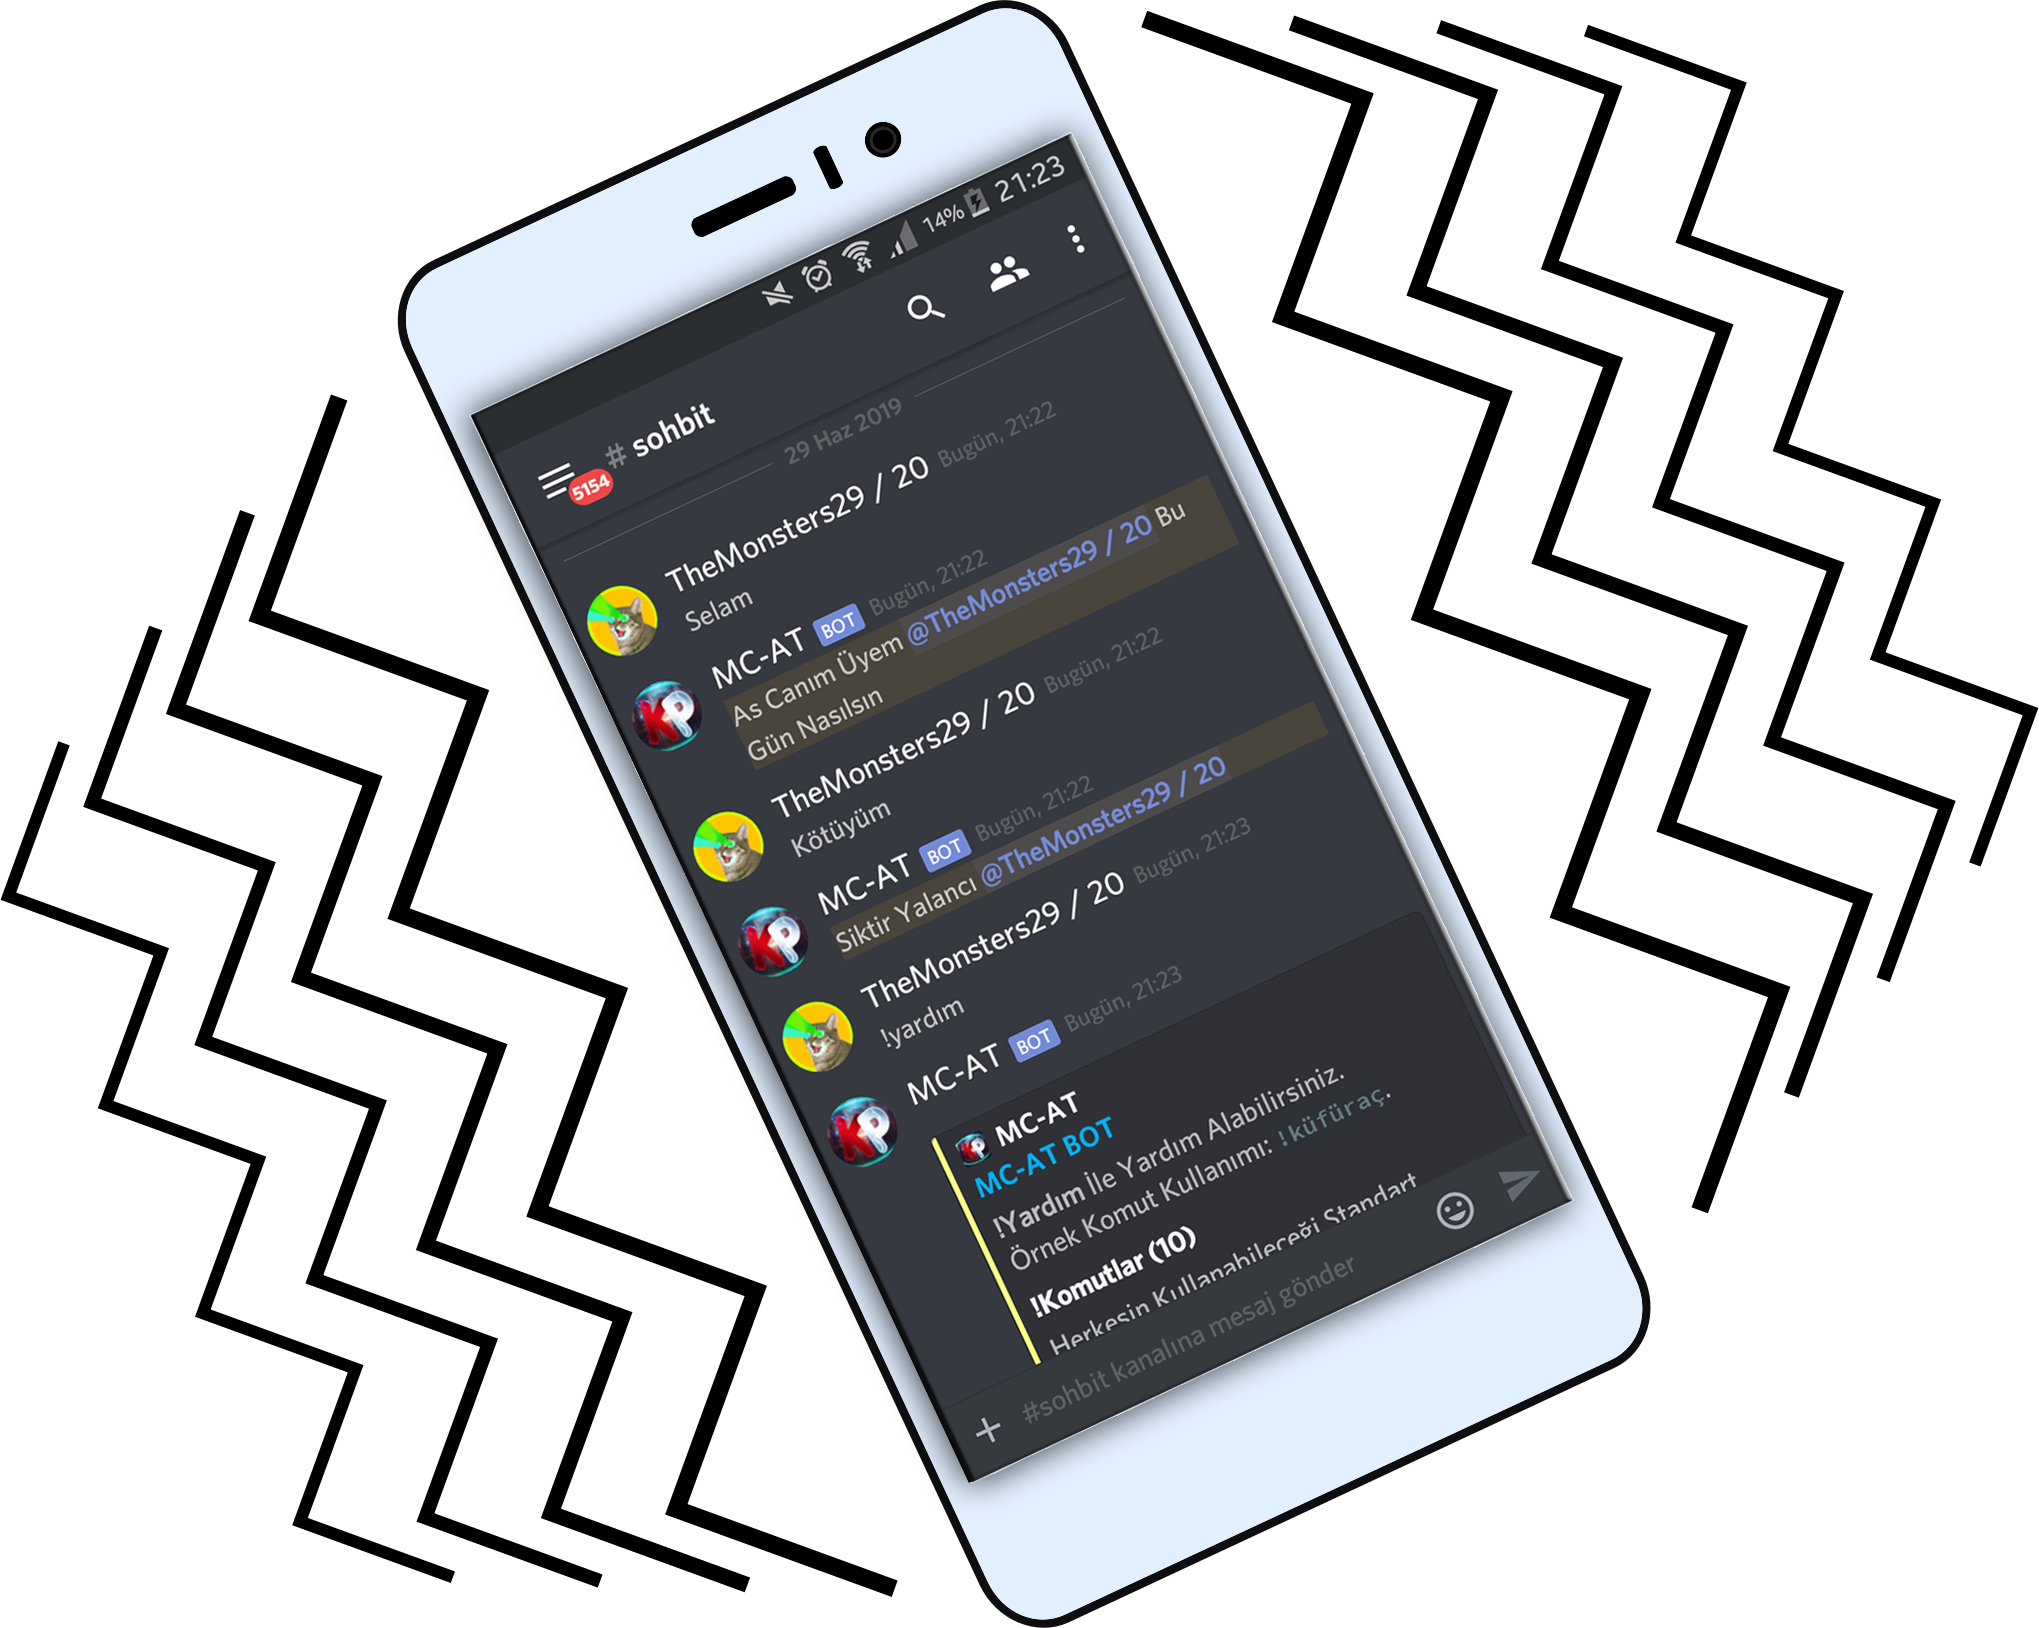 14% 21:23
# sohbit
5154
29 Haz 2019
TheMonsters29 / 20 Bugün, 21:22
Selam
MC-AT BOT Bugün, 21:22
As Canım Üyem @TheMonsters29 / 20 Bu
Gün Nasılsın
TheMonsters29 / 20 Bugün, 21:22
Kötüyüm
MC-AT BOT Bugün, 21:22
Siktir Yalancı @TheMonsters29 / 20
TheMonsters29 / 20 Bugün, 21:23
!yardım
MC-AT BOT Bugün, 21:23
MC-AT
MC-AT BOT
!Yardım İle Yardım Alabilirsiniz.
Örnek Komut Kullanımı: !küfüraç.
!Komutlar (10)
Herkesin Kullanabileceği Standart
#sohbit kanalına mesaj gönder
KP
KP
KP